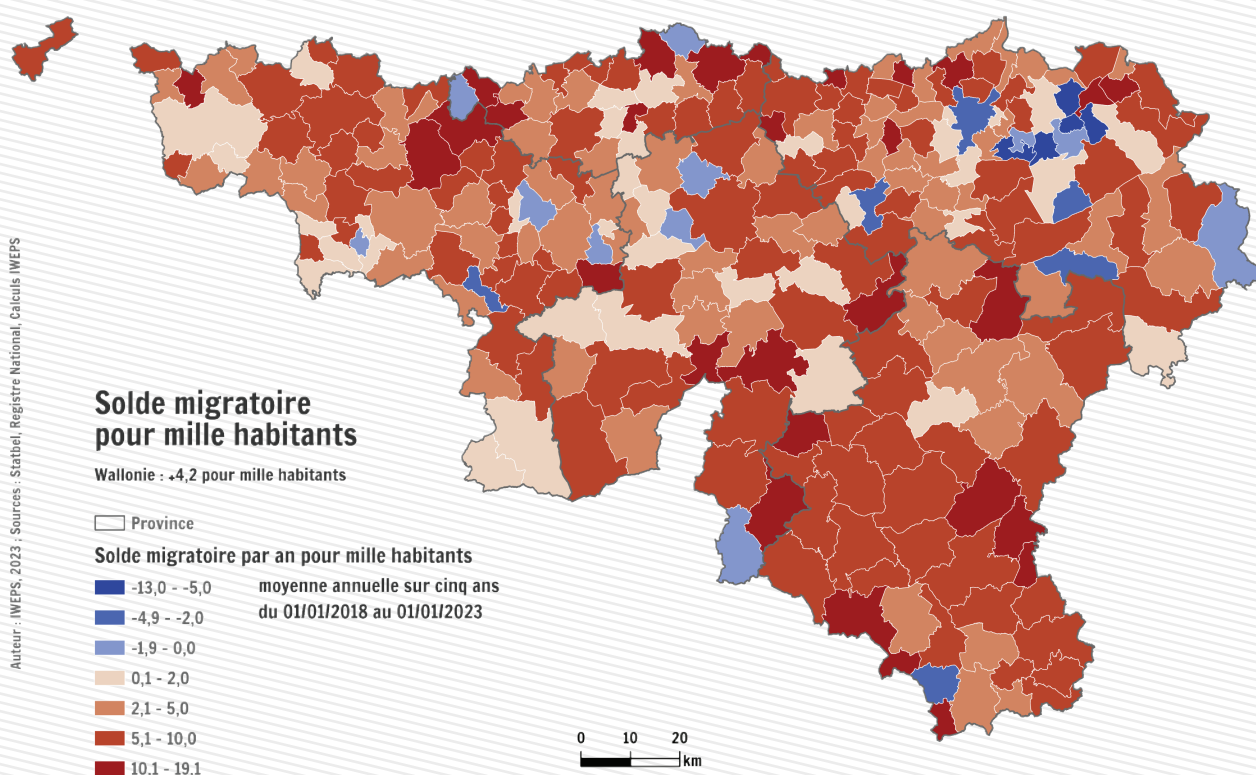 Solde migratoire
pour mille habitants
Wallonie : +4,2 pour mille habitants
Province
Solde migratoire par an pour mille habitants
moyenne annuelle sur cinq ans
du 01/01/2018 au 01/01/2023
-13,0 - -5,0
-4,9 - -2,0
-1,9 - 0,0
0,1 - 2,0
2,1 - 5,0
5,1 - 10,0
10,1 - 19,1
0 10 20
km
Auteur : IWEPS, 2023 ; Sources : Statbel, Registre National, Calculs IWEPS